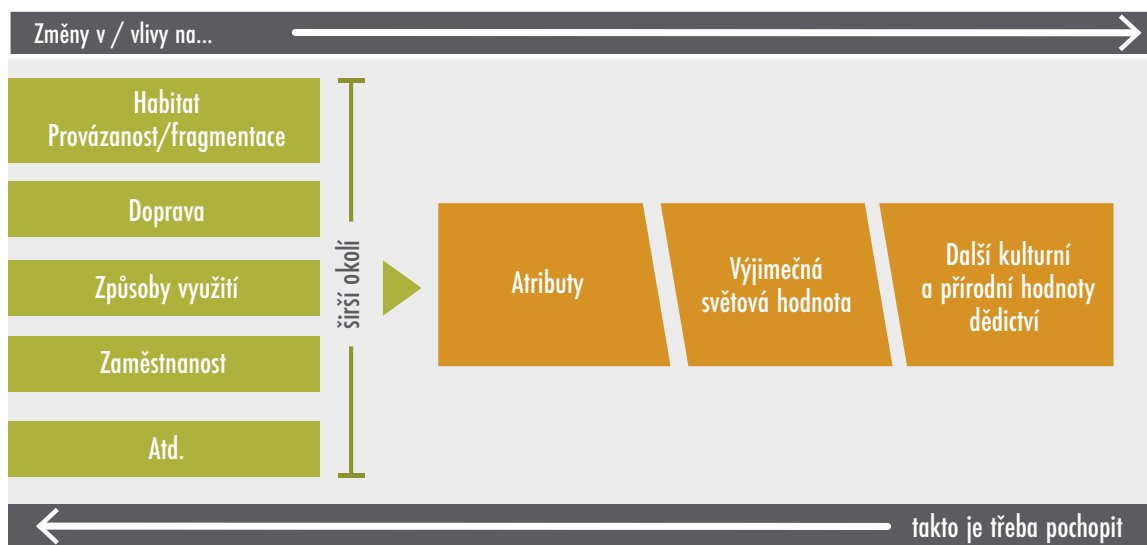 Změny v / vlivy na...
Habitat
Provázanost/fragmentace
Doprava
Způsoby využití
Zaměstnanost
Atd.
širší okolí
Atributy
Výjimečná
světová hodnota
Další kulturní
a přírodní hodnoty
dědictví
takto je třeba pochopit